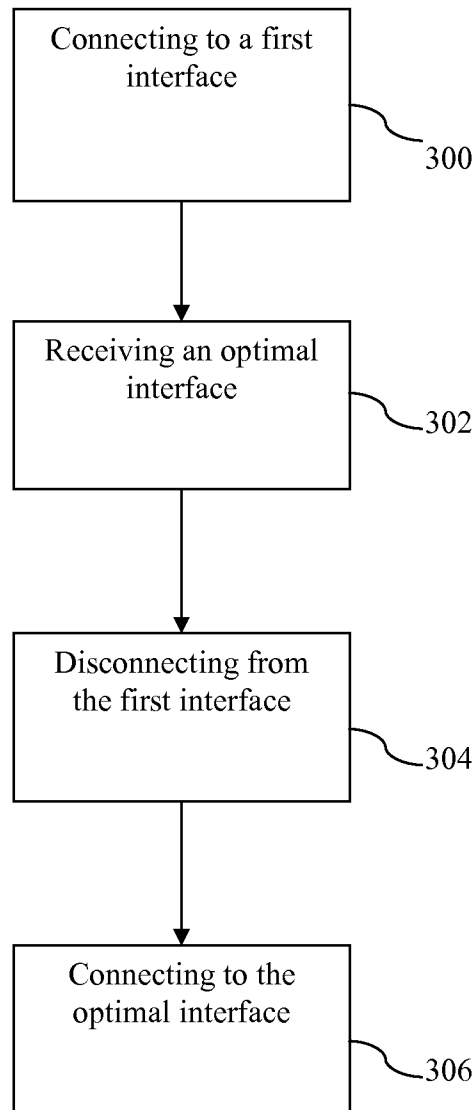 Connecting to a first
interface
300
Receiving an optimal
interface
302
Disconnecting from
the first interface
304
Connecting to the
optimal interface
306